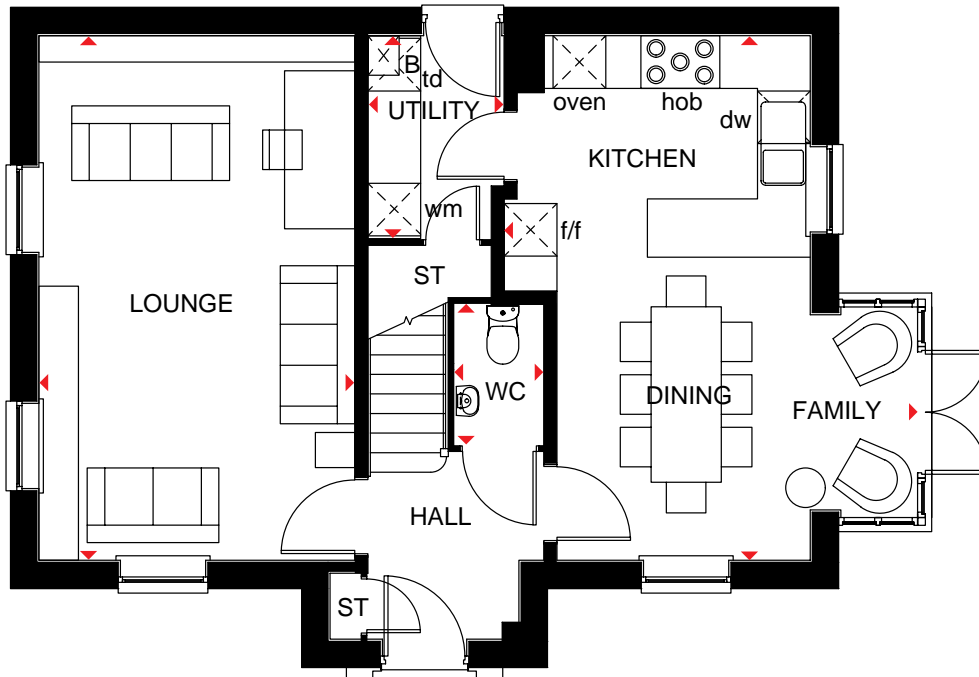 B
td
UTILITY
oven
hob
dw
KITCHEN
wm
f/f
ST
LOUNGE
WC
DINING
FAMILY
HALL
ST